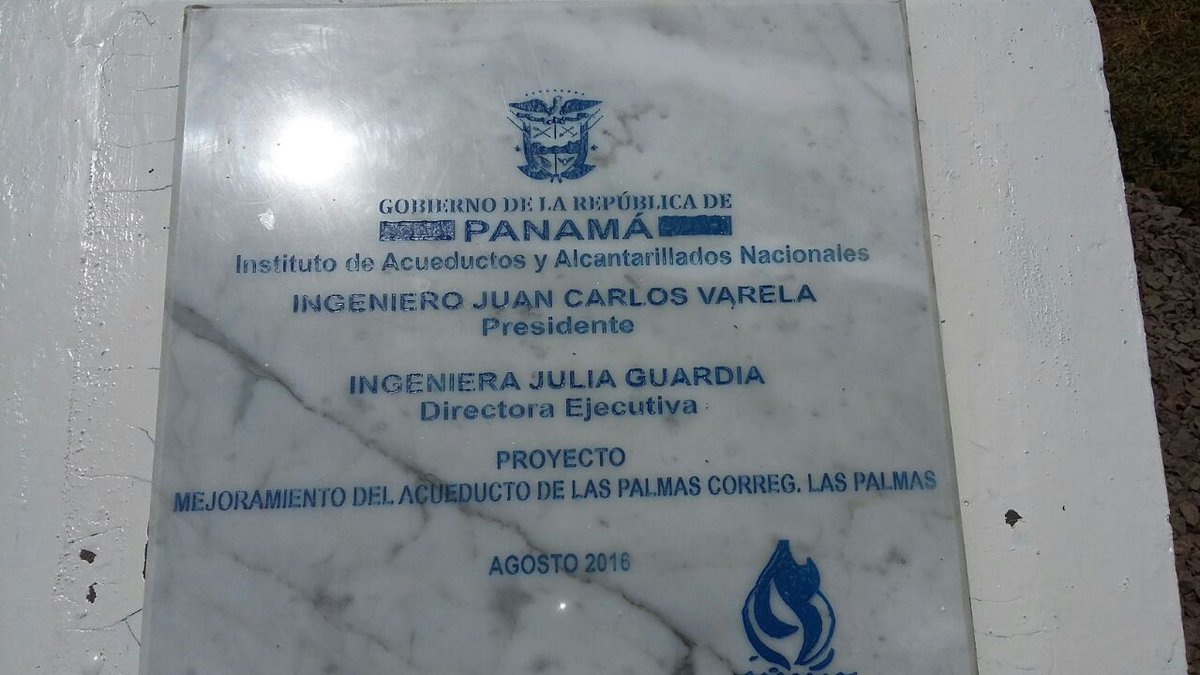 GOBIERNO DE LA REPÚBLICA DE
PANAMÁ
Instituto de Acueductos y Alcantarillados Nacionales
INGENIERO JUAN CARLOS VARELA
Presidente
INGENIERA JULIA GUARDIA
Directora Ejecutiva
PROYECTO
MEJORAMIENTO DEL ACUEDUCTO DE LAS PALMAS CORREG. LAS PALMAS
AGOSTO 2016